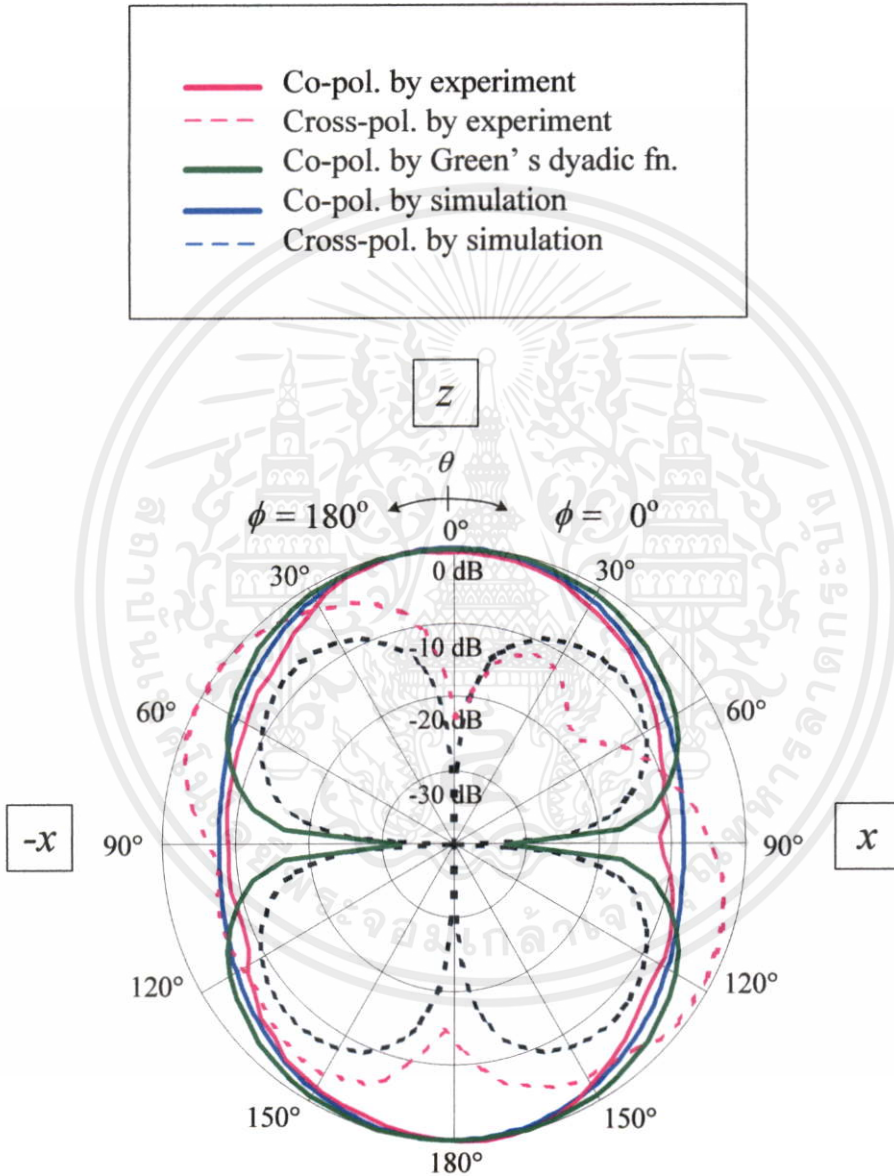 Co-pol. by experiment
Cross-pol. by experiment
Co-pol. by Green' s dyadic fn.
Co-pol. by simulation
Cross-pol. by simulation
z
θ
ϕ = 180° ϕ = 0°
0°
30° 0 dB 30°
-10 dB
60° -20 dB 60°
-30 dB
-x 90° 90° x
120° 120°
150° 150°
180°